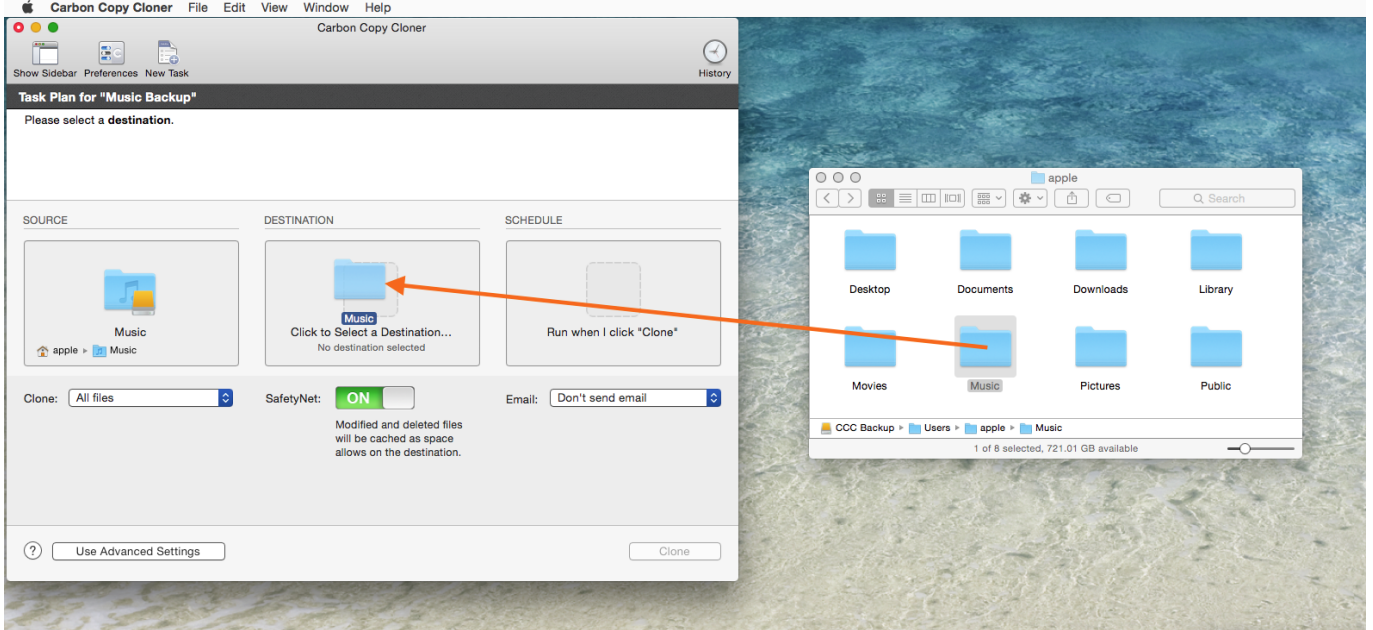 Carbon Copy Cloner File Edit View Window Help
Carbon Copy Cloner
Show Sidebar Preferences New Task
History
Task Plan for "Music Backup"
Please select a destination.
SOURCE
Music
apple ▸ Music
Clone: All files
DESTINATION
Music
Click to Select a Destination...
No destination selected
SafetyNet: ON
Modified and deleted files
will be cached as space
allows on the destination.
SCHEDULE
Run when I click "Clone"
Email: Don't send email
? Use Advanced Settings
Clone
apple
Search
Desktop Documents Downloads Library
Movies Music Pictures Public
CCC Backup ▸ Users ▸ apple ▸ Music
1 of 8 selected, 721.01 GB available